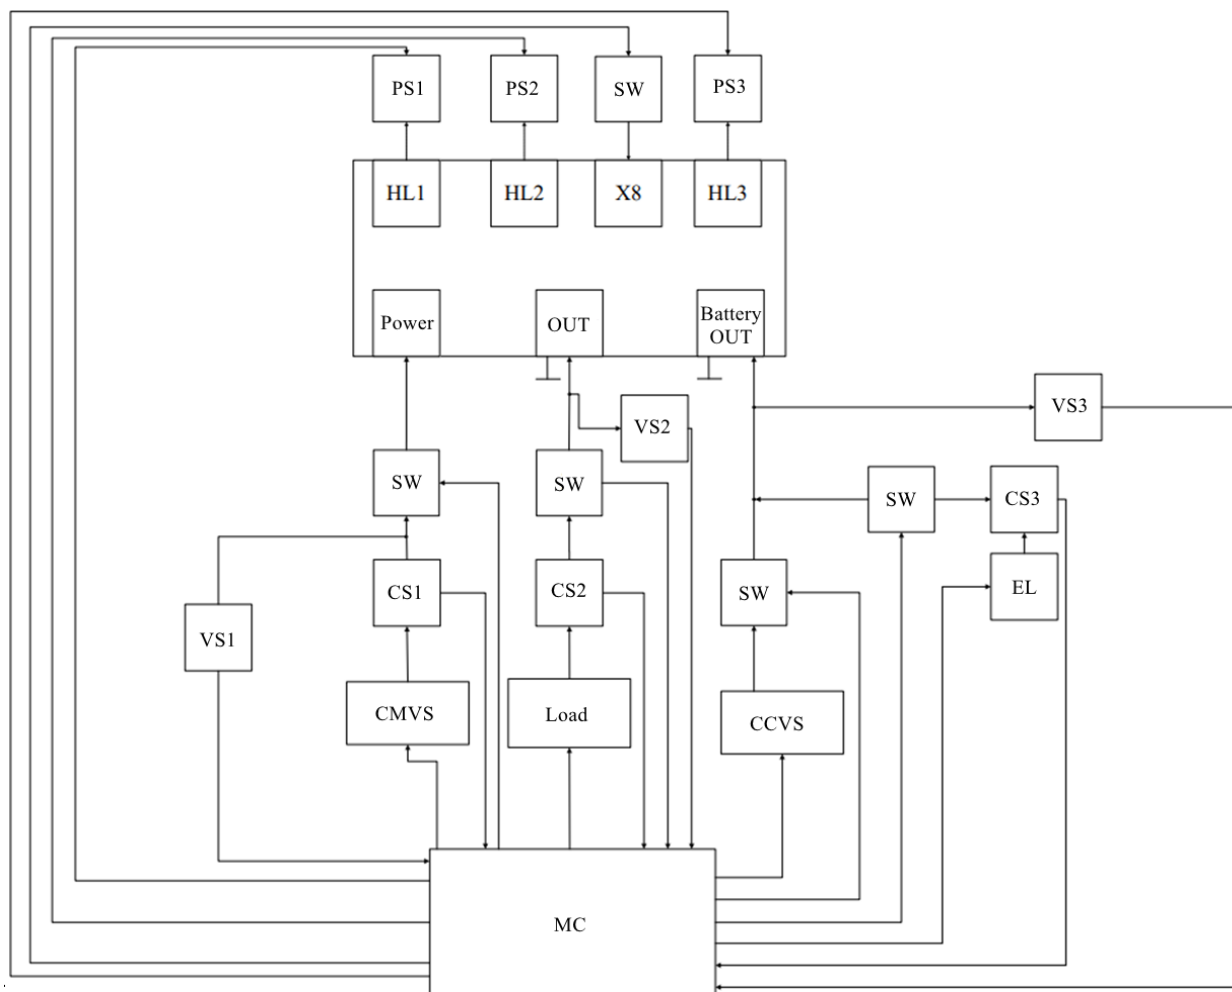 PS1
PS2
SW
PS3
HL1
HL2
X8
HL3
Power
OUT
Battery
OUT
VS3
VS2
SW
SW
SW
CS3
CS1
CS2
SW
EL
VS1
CMVS
Load
CCVS
MC